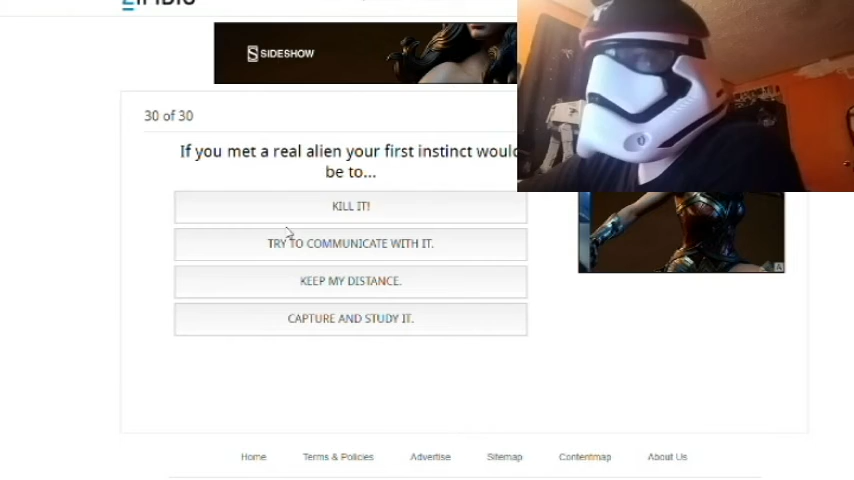 SIDESHOW
30 of 30
If you met a real alien your first instinct would
be to...
KILL IT!
TRY TO COMMUNICATE WITH IT.
KEEP MY DISTANCE.
CAPTURE AND STUDY IT.
Home Terms & Policies Advertise Sitemap Contentmap About Us